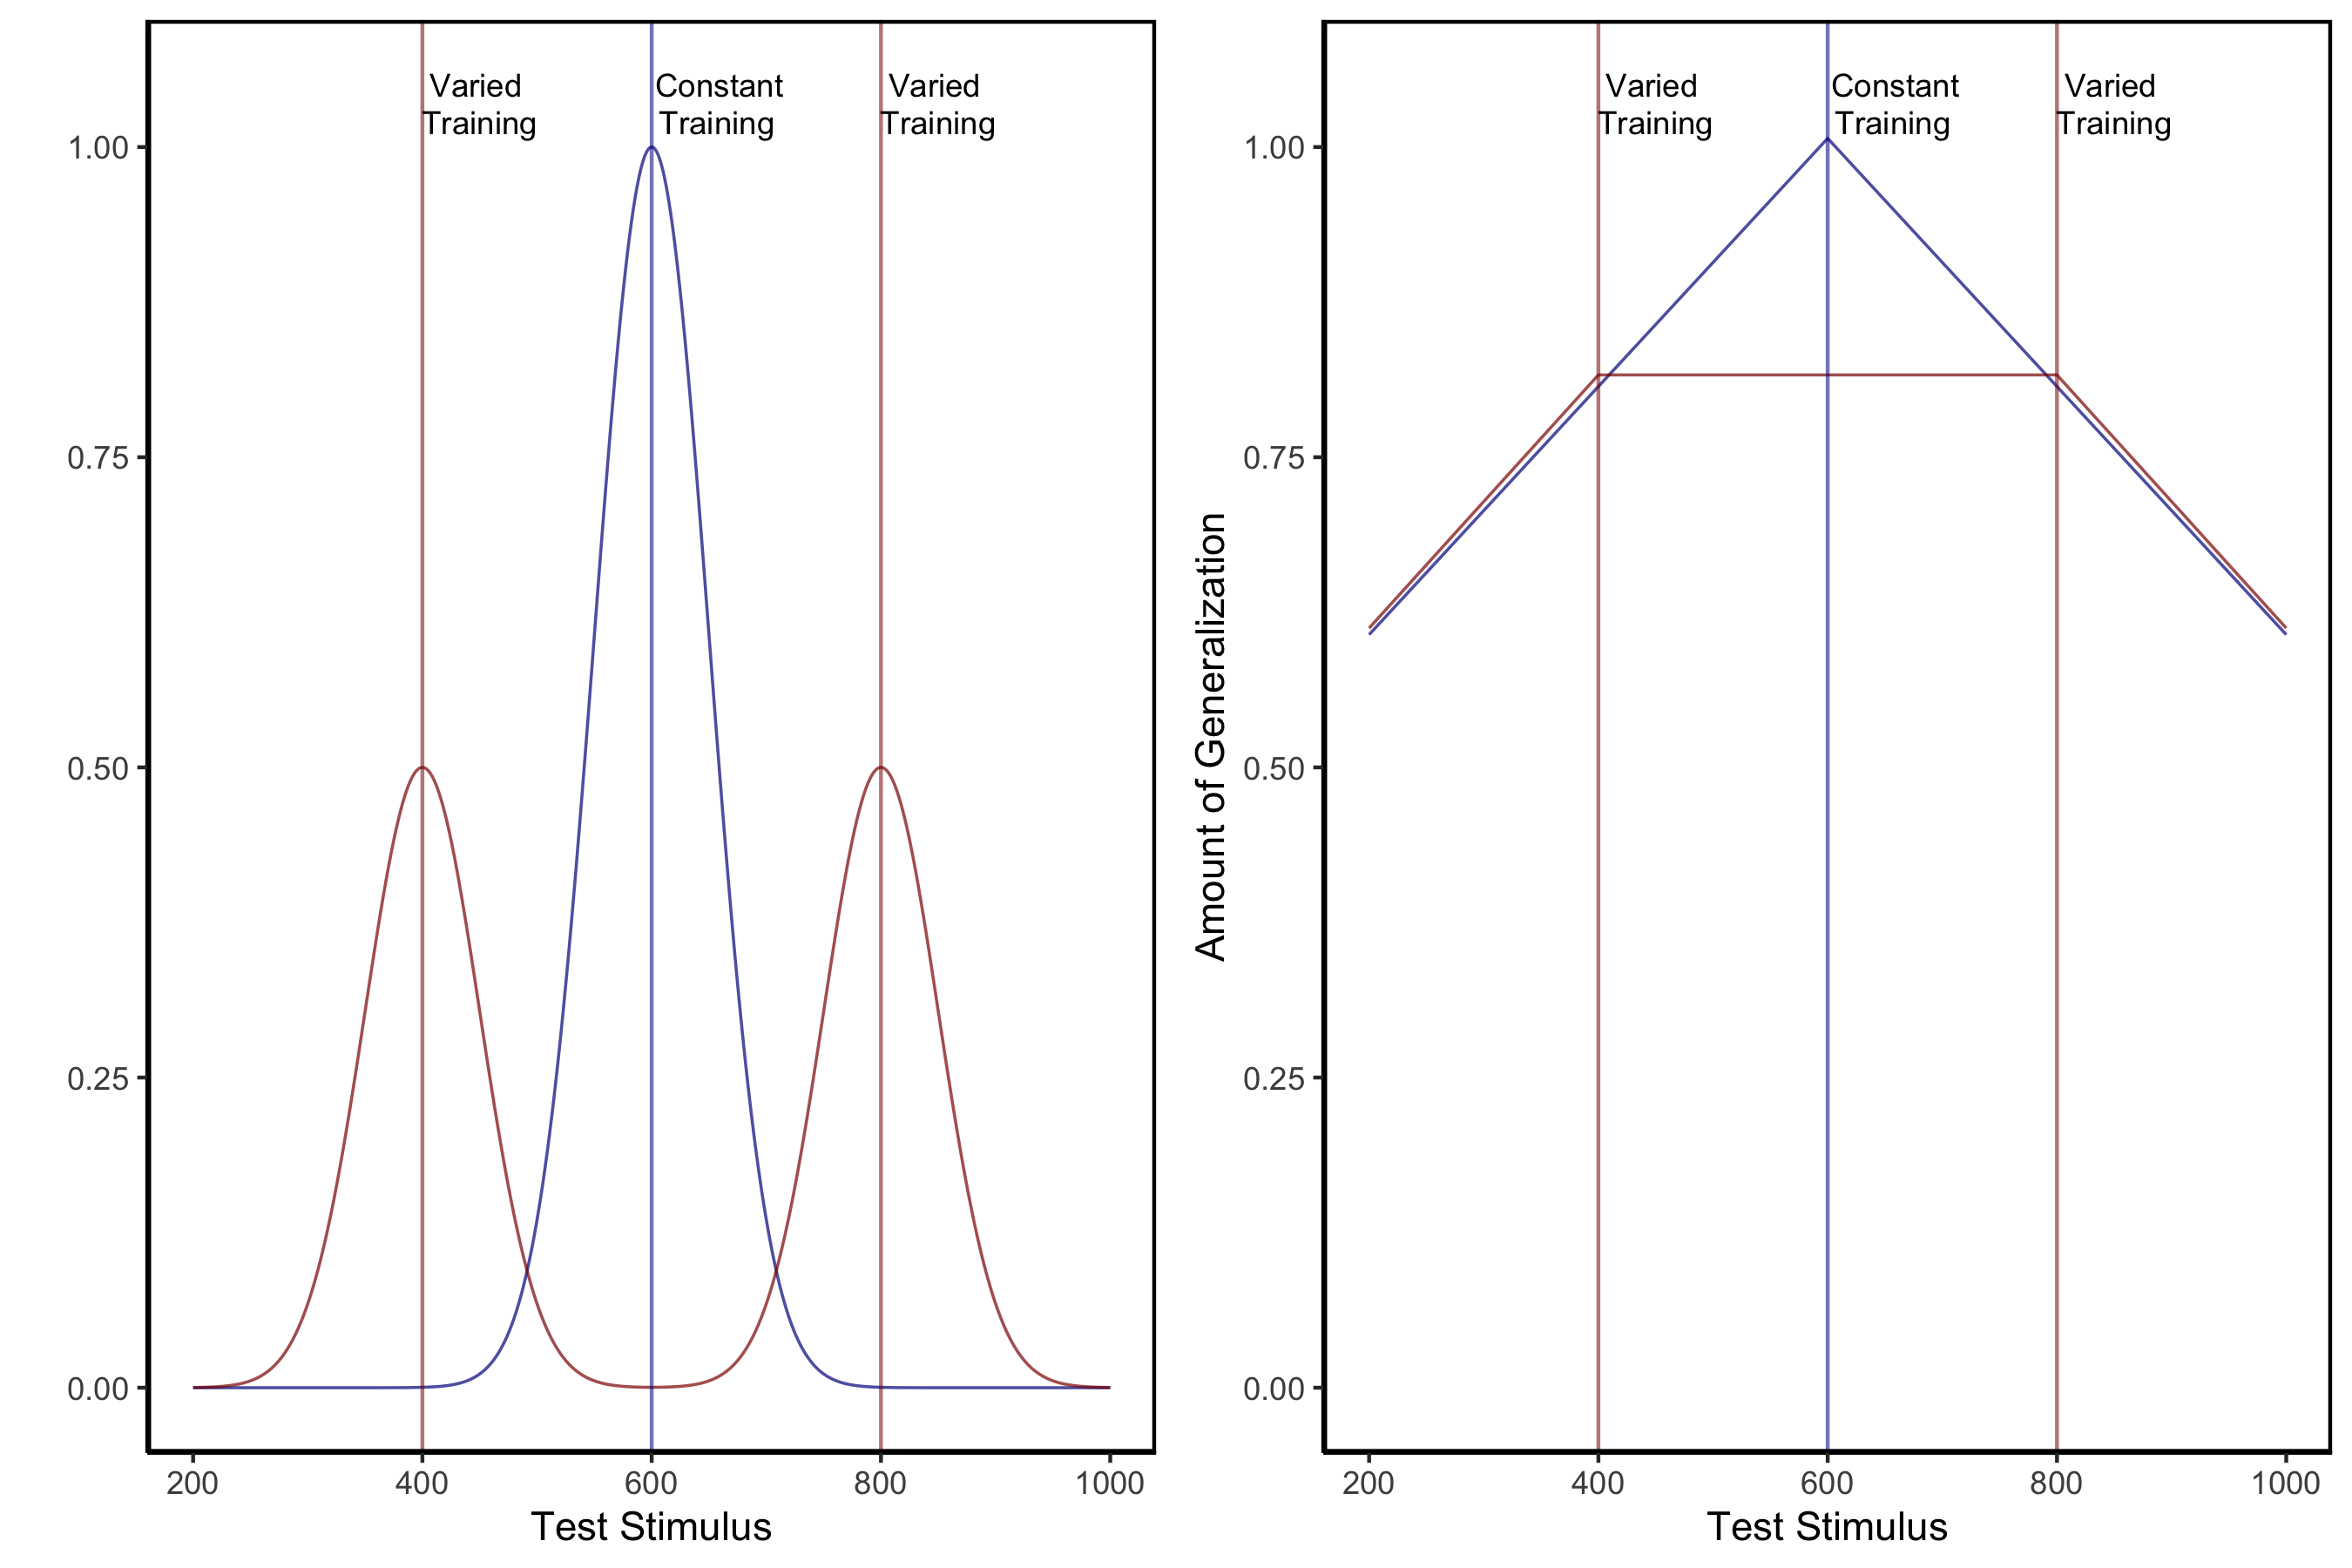 Varied
Training
Constant
Training
Varied
Training
1.00
0.75
0.50
0.25
0.00
200
400
600
800
1000
Test Stimulus
Amount of Generalization
Varied
Training
Constant
Training
Varied
Training
1.00
0.75
0.50
0.25
0.00
200
400
600
800
1000
Test Stimulus